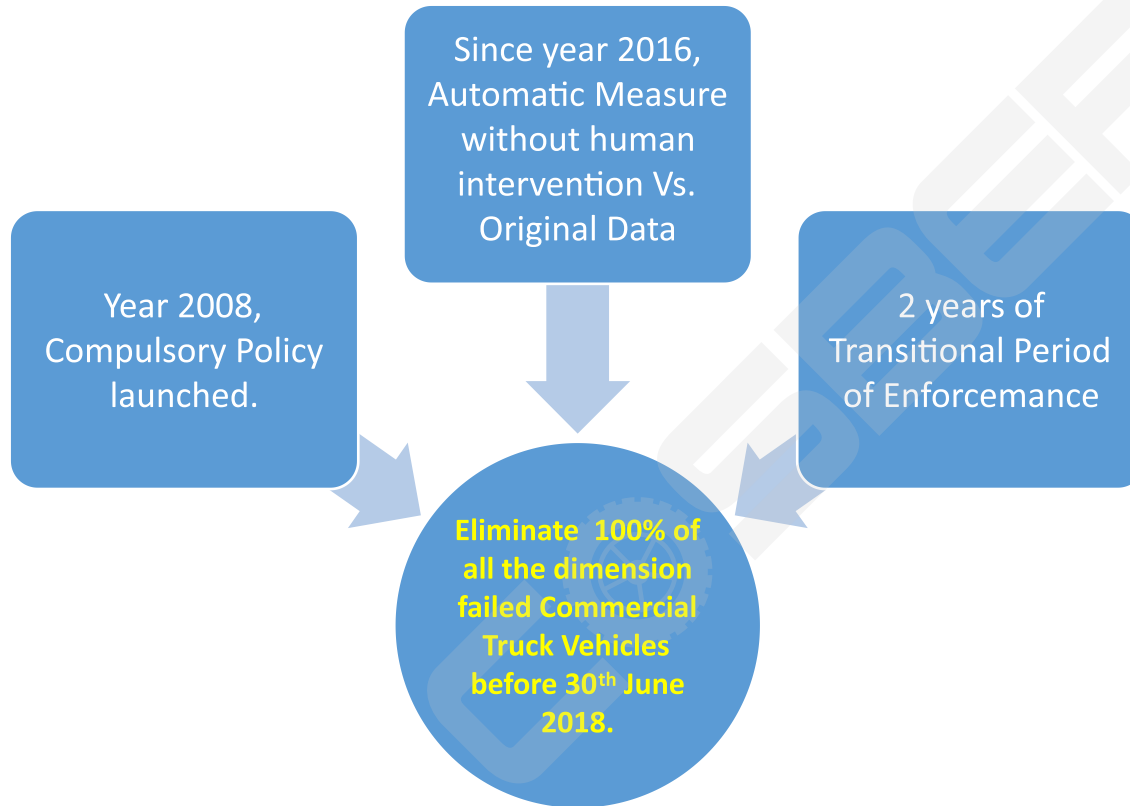 Since year 2016,
Automatic Measure
without human
intervention Vs.
Original Data
Year 2008,
Compulsory Policy
launched.
2 years of
Transitional Period
of Enforcemance
Eliminate 100% of
all the dimension
failed Commercial
Truck Vehicles
before 30th June
2018.